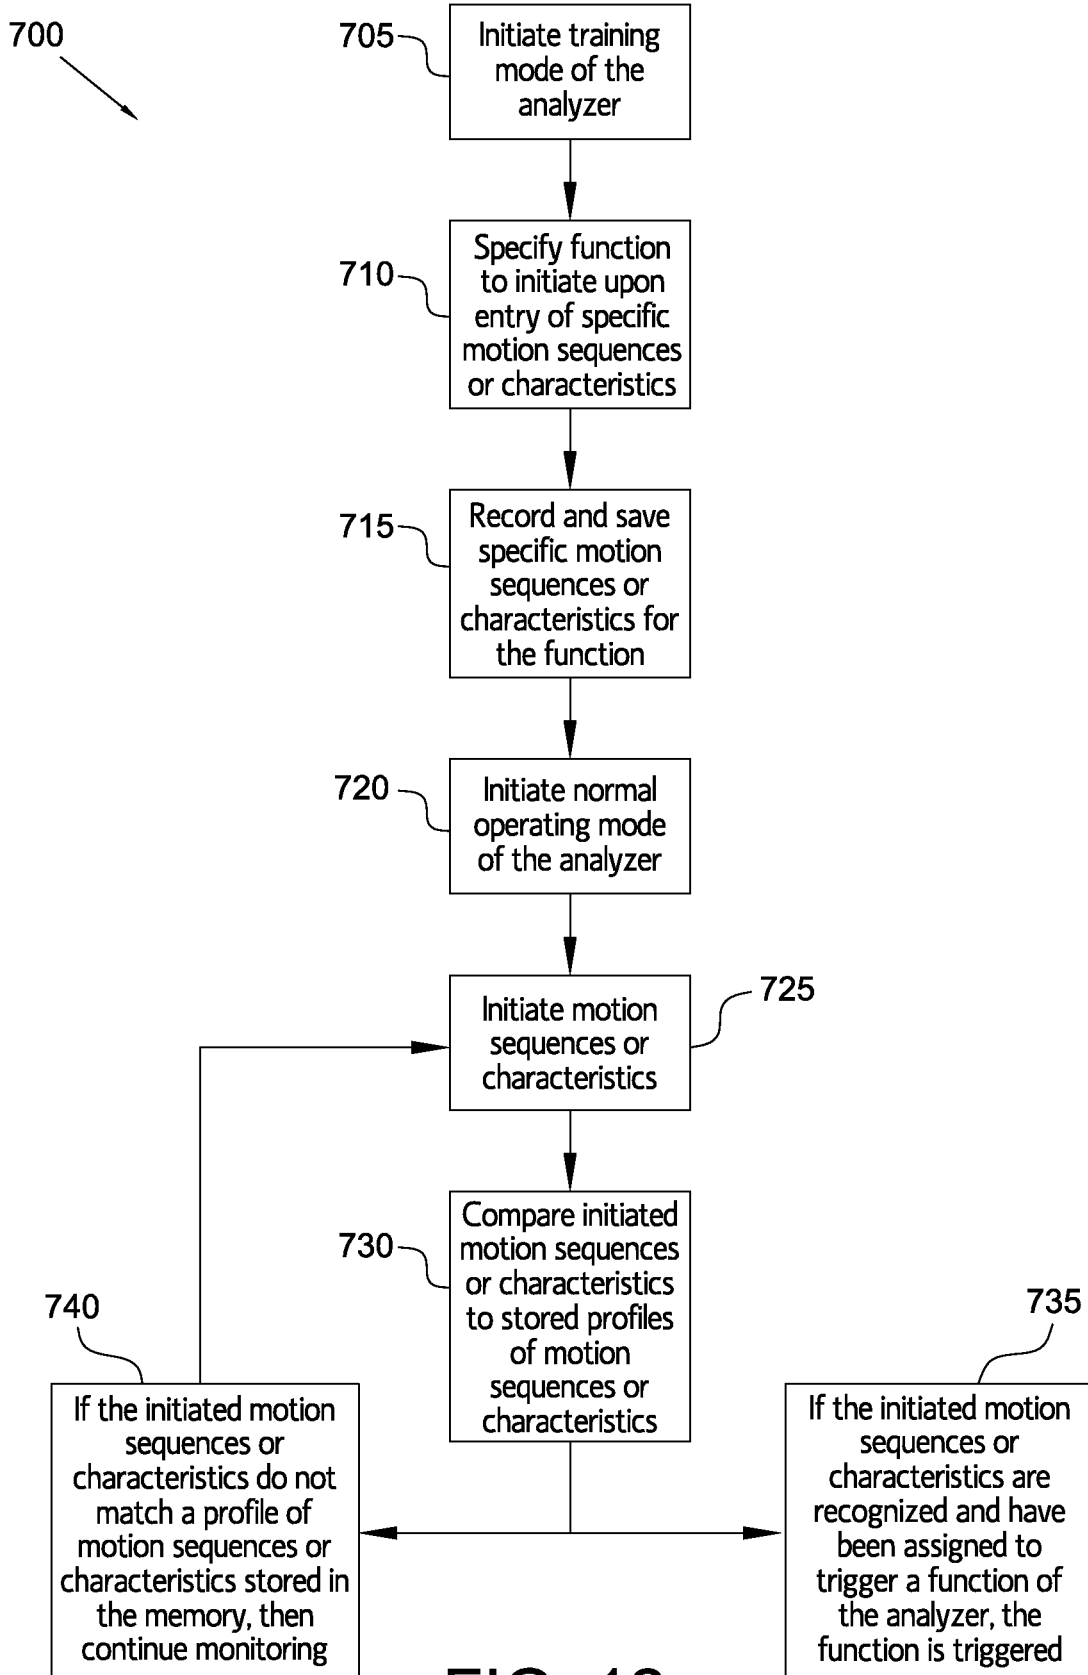 700
705
Initiate training
mode of the
analyzer
710
Specify function
to initiate upon
entry of specific
motion sequences
or characteristics
715
Record and save
specific motion
sequences or
characteristics for
the function
720
Initiate normal
operating mode
of the analyzer
725
Initiate motion
sequences or
characteristics
730
Compare initiated
motion sequences
or characteristics
to stored profiles
of motion
sequences or
characteristics
740
If the initiated motion
sequences or
characteristics do not
match a profile of
motion sequences or
characteristics stored in
the memory, then
continue monitoring
735
If the initiated motion
sequences or
characteristics are
recognized and have
been assigned to
trigger a function of
the analyzer, the
function is triggered